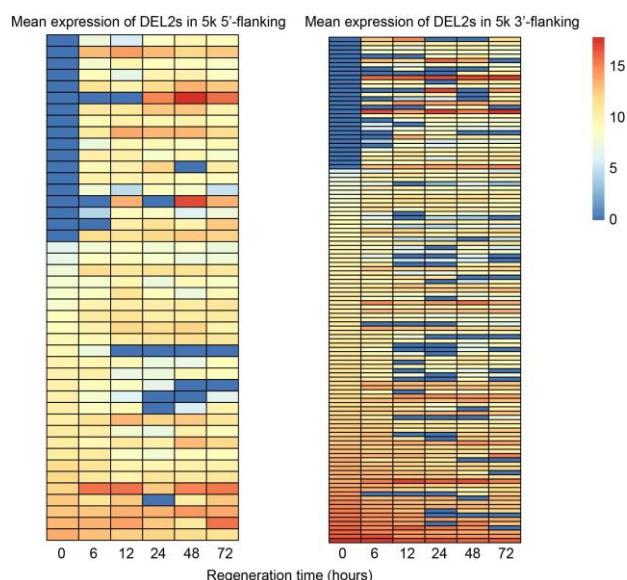 Mean expression of DEL2s in 5k 5'-flanking
Mean expression of DEL2s in 5k 3'-flanking
15
10
5
0
0 6 12 24 48 72
0 6 12 24 48 72
Regeneration time (hours)